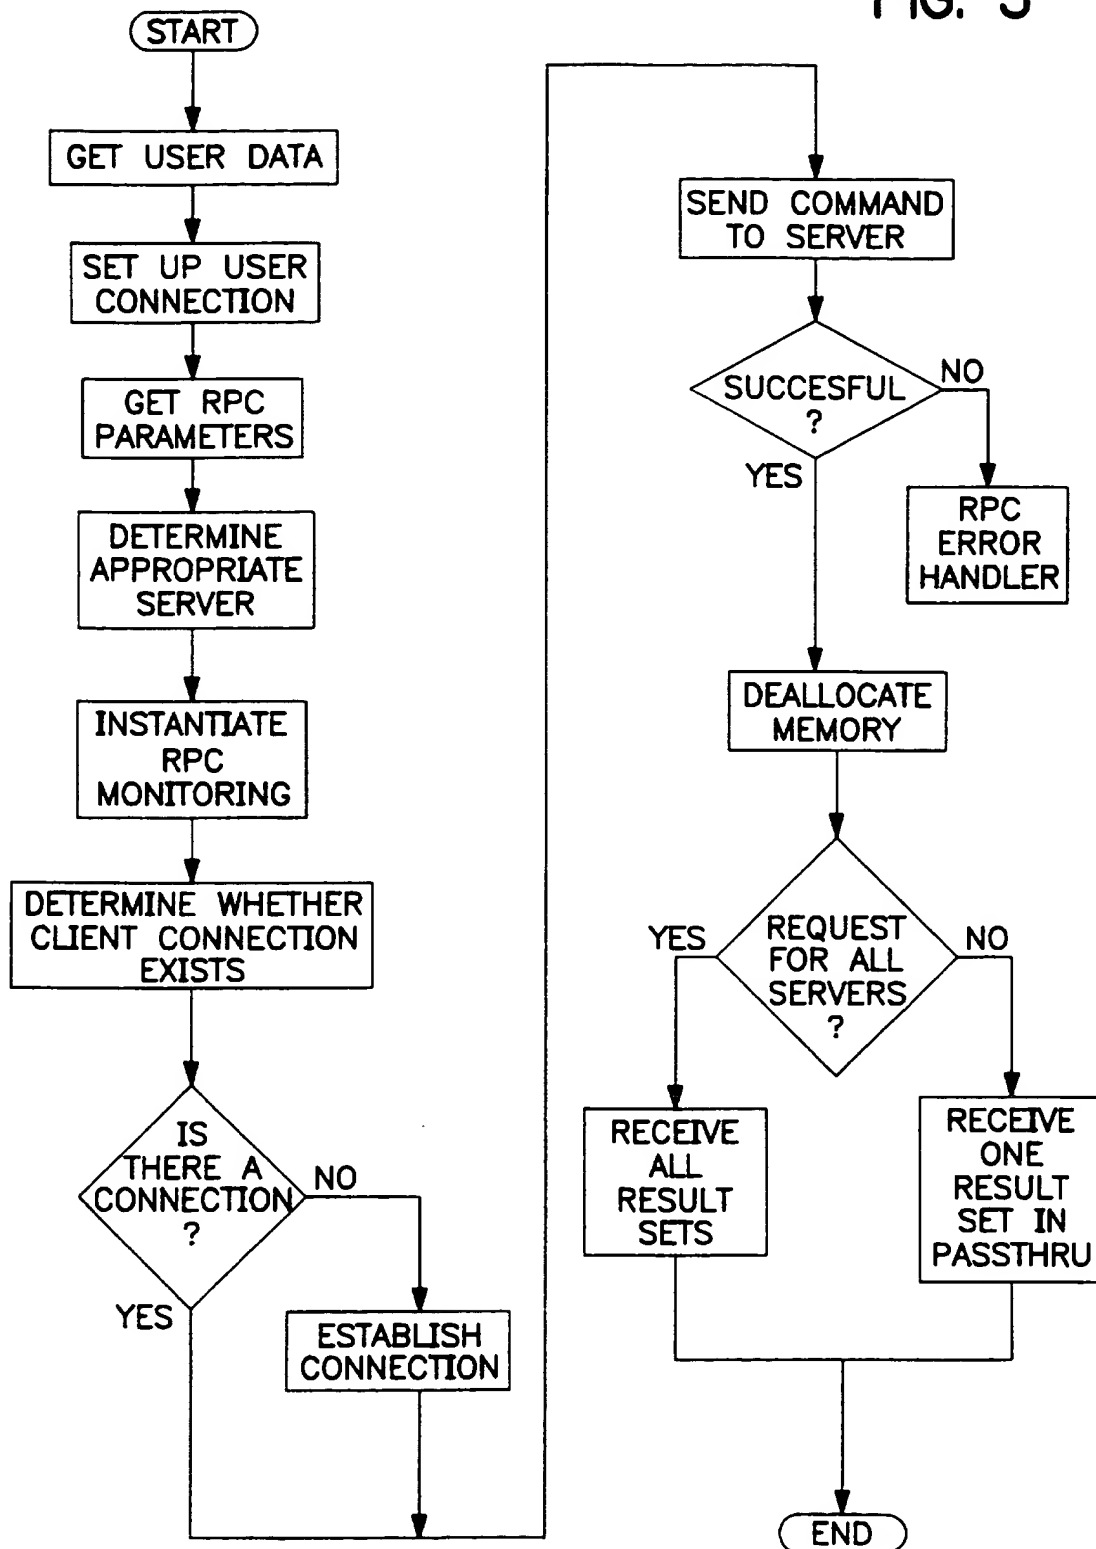 FIG. 3
START
GET USER DATA
SET UP USER
CONNECTION
GET RPC
PARAMETERS
DETERMINE
APPROPRIATE
SERVER
INSTANTIATE
RPC
MONITORING
DETERMINE WHETHER
CLIENT CONNECTION
EXISTS
IS
THERE A
CONNECTION
?
NO
YES
ESTABLISH
CONNECTION
SEND COMMAND
TO SERVER
SUCCESFUL
?
NO
YES
RPC
ERROR
HANDLER
DEALLOCATE
MEMORY
REQUEST
FOR ALL
SERVERS
?
YES
NO
RECEIVE
ALL
RESULT
SETS
RECEIVE
ONE
RESULT
SET IN
PASSTHRU
END